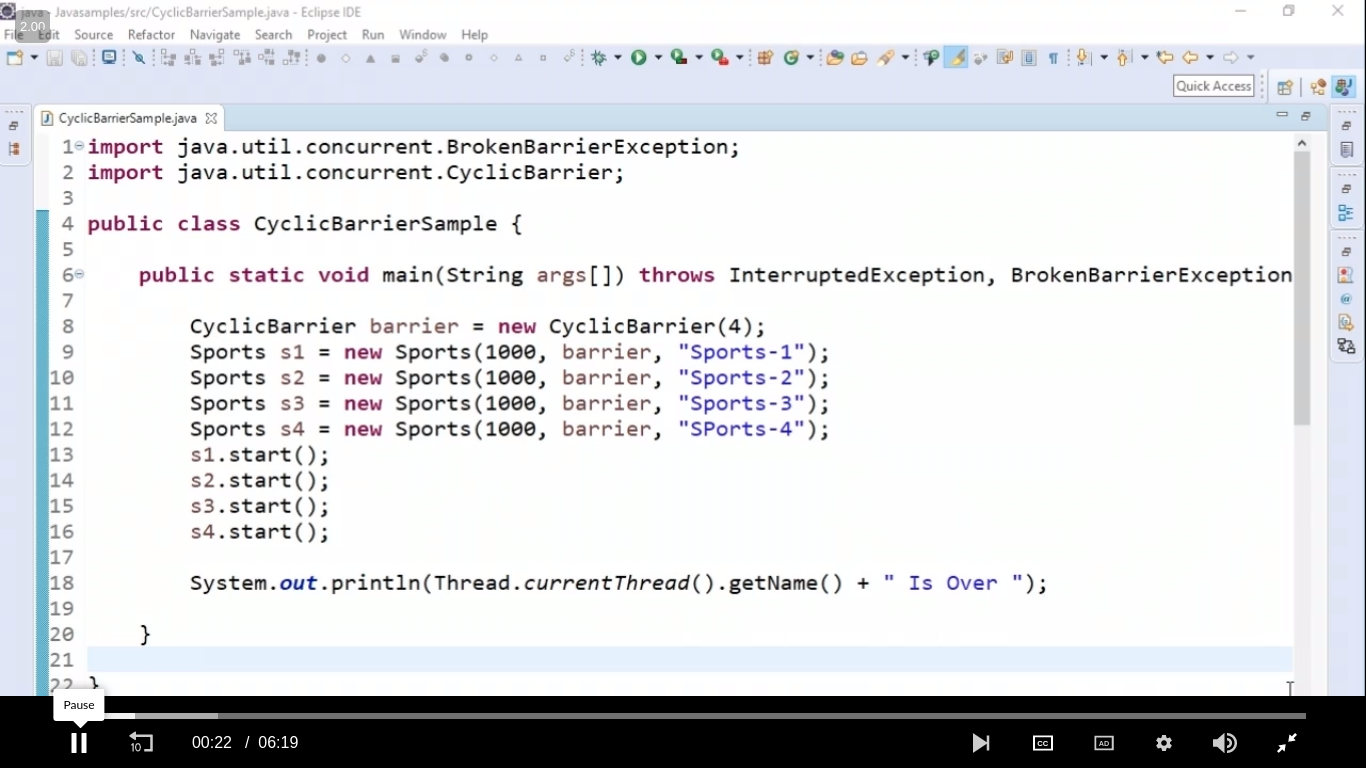 java - Javasamples/src/CyclicBarrierSample.java - Eclipse IDE
2.00
File Edit Source Refactor Navigate Search Project Run Window Help
Quick Access
CyclicBarrierSample.java
1 import java.util.concurrent.BrokenBarrierException;
2 import java.util.concurrent.CyclicBarrier;
3
4 public class CyclicBarrierSample {
5
6 public static void main(String args[]) throws InterruptedException, BrokenBarrierException
7
8 CyclicBarrier barrier = new CyclicBarrier(4);
9 Sports s1 = new Sports(1000, barrier, "Sports-1");
10 Sports s2 = new Sports(1000, barrier, "Sports-2");
11 Sports s3 = new Sports(1000, barrier, "Sports-3");
12 Sports s4 = new Sports(1000, barrier, "SPorts-4");
13 s1.start();
14 s2.start();
15 s3.start();
16 s4.start();
17
18 System.out.println(Thread.currentThread().getName() + " Is Over ");
19
20 }
21
22 }
Pause
10 00:22 / 06:19 CC AD